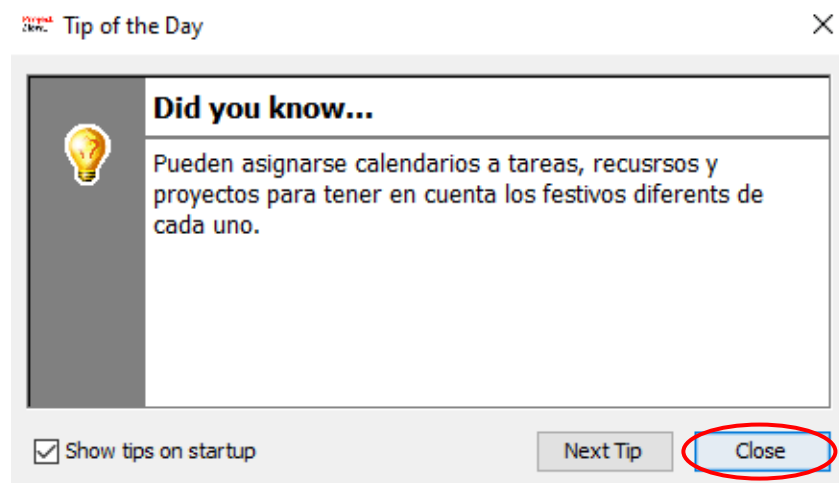 Tip of the Day
Did you know...
Pueden asignarse calendarios a tareas, recusrsos y
proyectos para tener en cuenta los festivos diferents de
cada uno.
Show tips on startup
Next Tip
Close